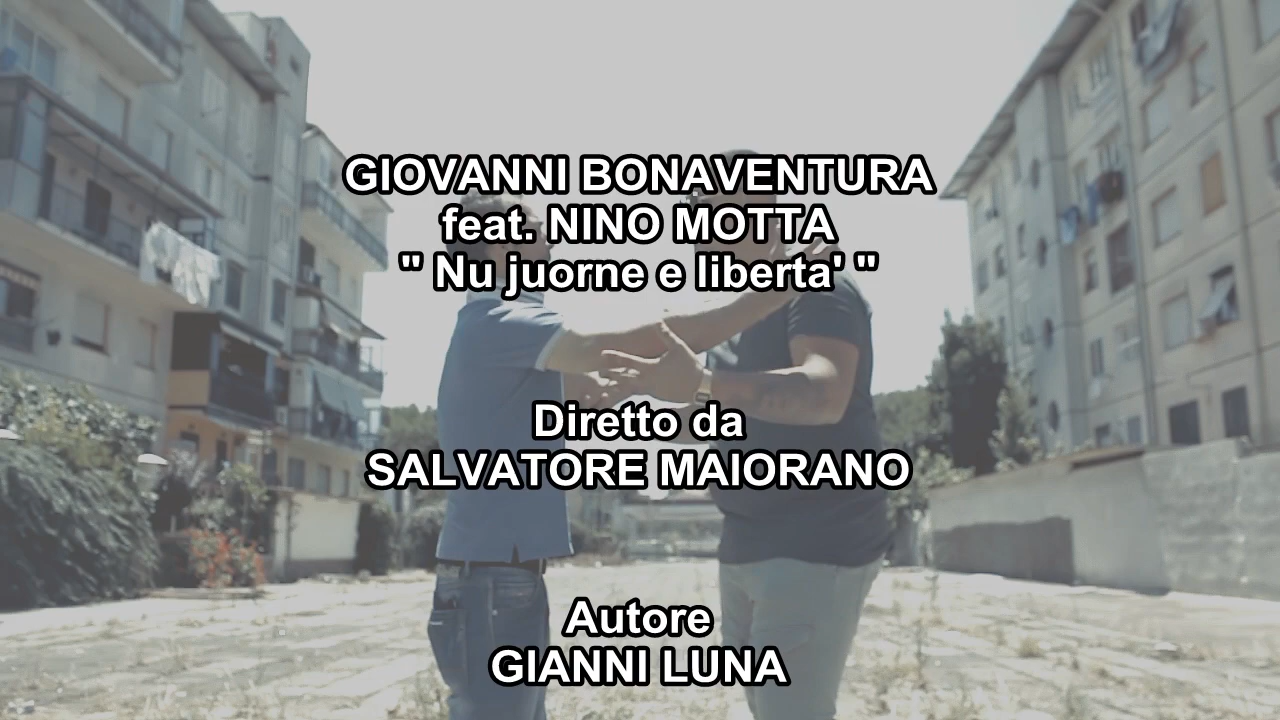 GIOVANNI BONAVENTURA
feat. NINO MOTTA
" Nu juorne e liberta' "
Diretto da
SALVATORE MAIORANO
Autore
GIANNI LUNA